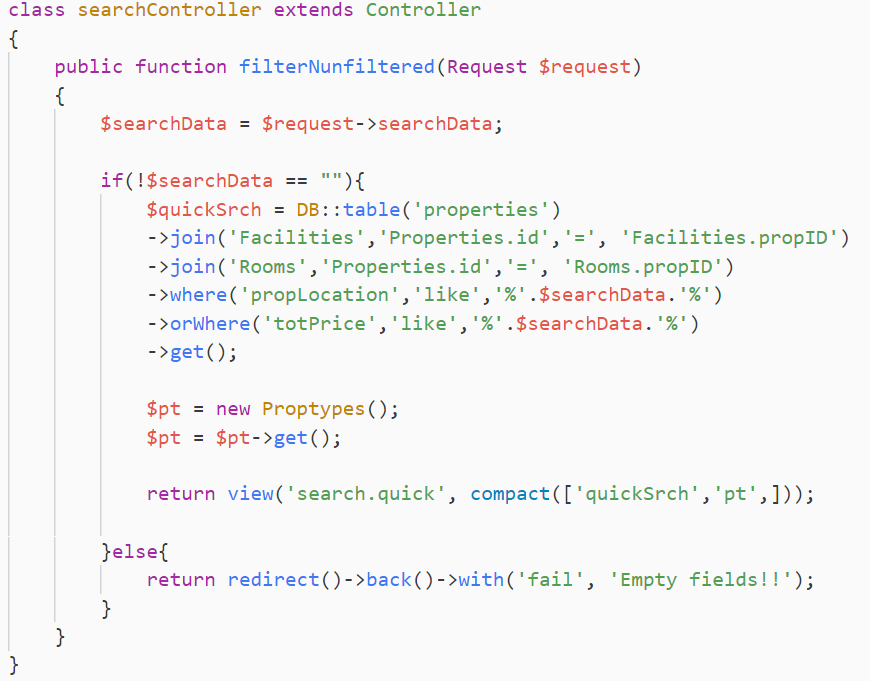 class searchController extends Controller
{
    public function filterNunfiltered(Request $request)
    {
        $searchData = $request->searchData;

        if(!$searchData == ""){
            $quickSrch = DB::table('properties')
            ->join('Facilities','Properties.id','=', 'Facilities.propID')
            ->join('Rooms','Properties.id','=', 'Rooms.propID')
            ->where('propLocation','like','%'.$searchData.'%')
            ->orWhere('totPrice','like','%'.$searchData.'%')
            ->get();

            $pt = new Proptypes();
            $pt = $pt->get();

            return view('search.quick', compact(['quickSrch','pt',]));

        }else{
            return redirect()->back()->with('fail', 'Empty fields!!');
        }
    }
}